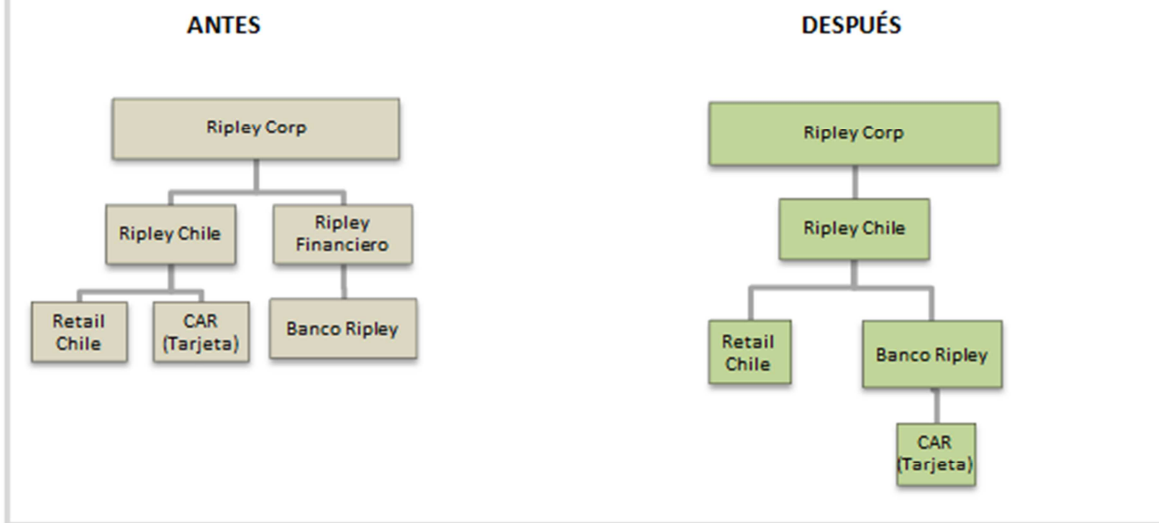 ANTES
Ripley Corp
Ripley Chile
Ripley
Financiero
Retail
Chile
CAR
(Tarjeta)
Banco Ripley
DESPUÉS
Ripley Corp
Ripley Chile
Retail
Chile
Banco Ripley
CAR
(Tarjeta)